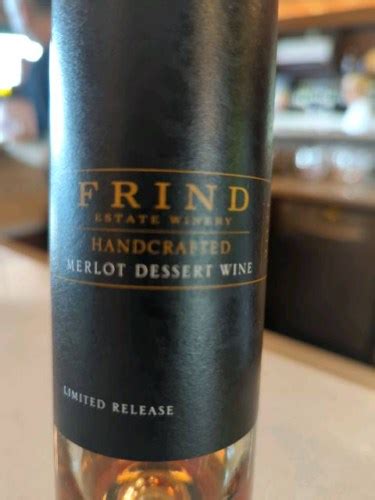 FRIND
ESTATE WINERY
HANDCRAFTED
MERLOT DESSERT WINE
LIMITED RELEASE